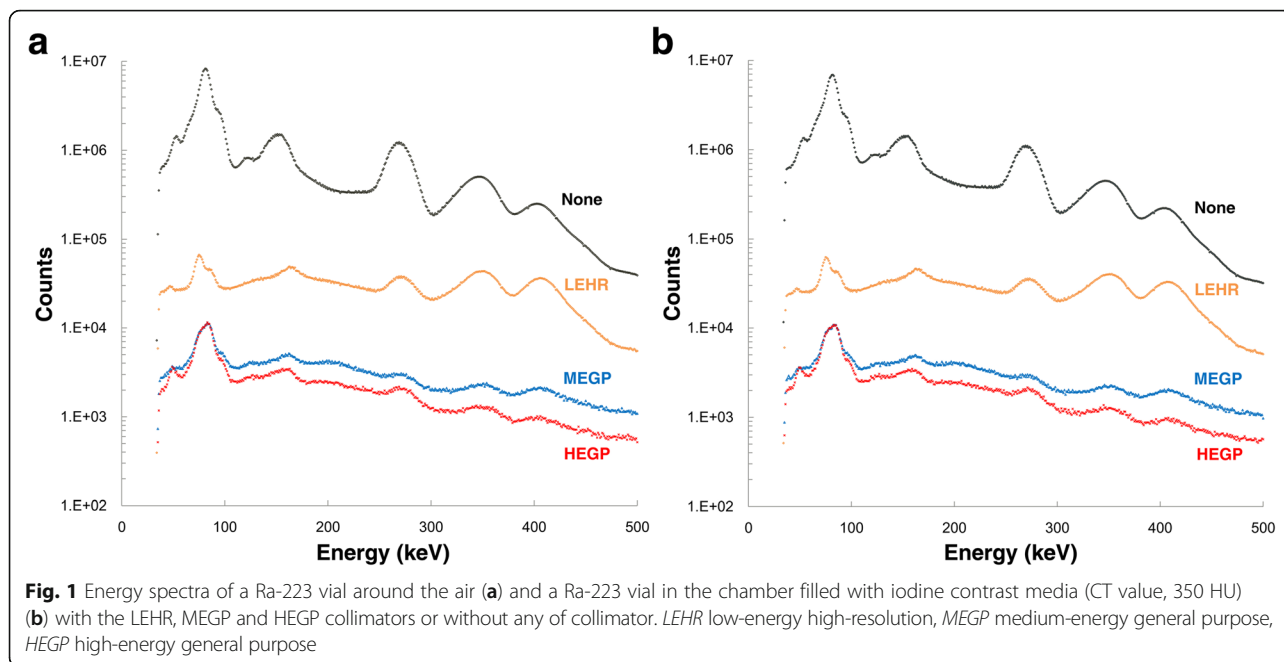 a
1.E+07
1.E+06
1.E+05
1.E+04
1.E+03
1.E+02
Counts
None
LEHR
MEGP
HEGP
0 100 200 300 400 500
Energy (keV)
b
1.E+07
1.E+06
1.E+05
1.E+04
1.E+03
1.E+02
Counts
None
LEHR
MEGP
HEGP
0 100 200 300 400 500
Energy (keV)
Fig. 1 Energy spectra of a Ra-223 vial around the air (a) and a Ra-223 vial in the chamber filled with iodine contrast media (CT value, 350 HU)
(b) with the LEHR, MEGP and HEGP collimators or without any of collimator. LEHR low-energy high-resolution, MEGP medium-energy general purpose,
HEGP high-energy general purpose